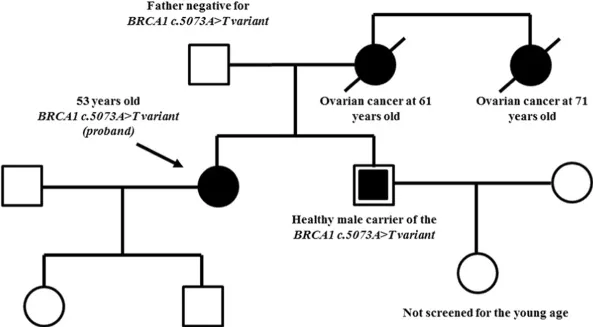 Father negative for
BRCA1 c.5073A>T variant
53 years old
BRCA1 c.5073A>T variant
(proband)
Ovarian cancer at 61
years old
Ovarian cancer at 71
years old
Healthy male carrier of the
BRCA1 c.5073A>T variant
Not screened for the young age